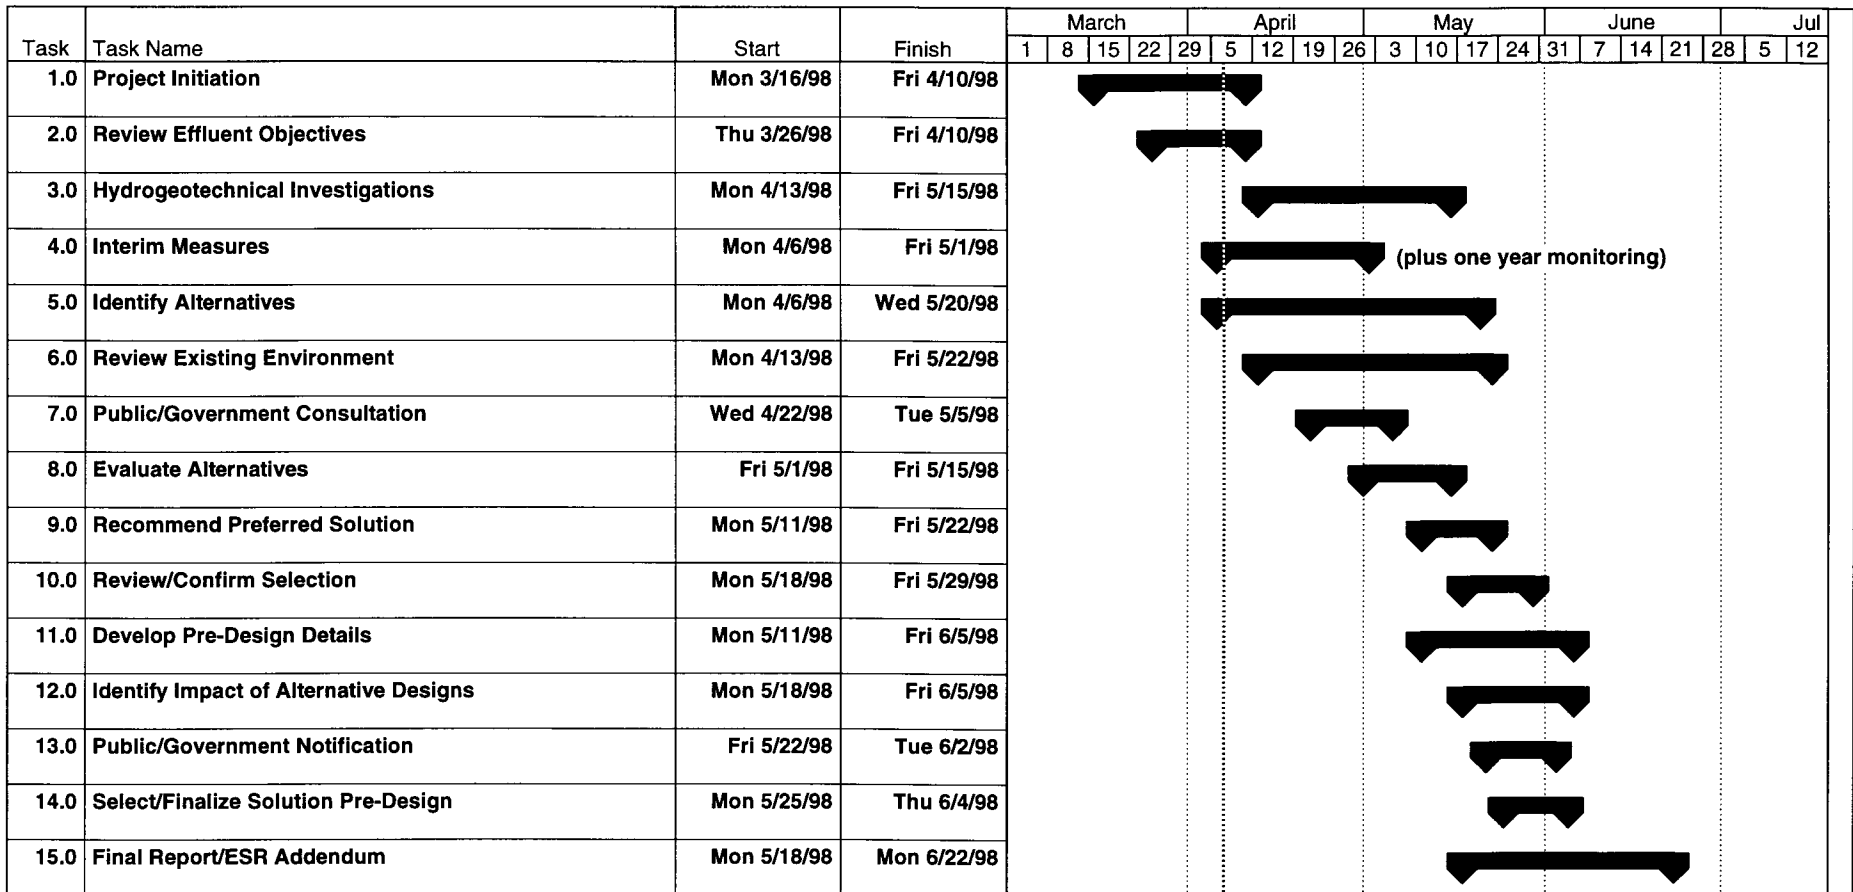 March April May June Jul
Task Task Name Start Finish 1 8 15 22 29 5 12 19 26 3 10 17 24 31 7 14 21 28 5 12
1.0 Project Initiation Mon 3/16/98 Fri 4/10/98
2.0 Review Effluent Objectives Thu 3/26/98 Fri 4/10/98
3.0 Hydrogeotechnical Investigations Mon 4/13/98 Fri 5/15/98
4.0 Interim Measures Mon 4/6/98 Fri 5/1/98 (plus one year monitoring)
5.0 Identify Alternatives Mon 4/6/98 Wed 5/20/98
6.0 Review Existing Environment Mon 4/13/98 Fri 5/22/98
7.0 Public/Government Consultation Wed 4/22/98 Tue 5/5/98
8.0 Evaluate Alternatives Fri 5/1/98 Fri 5/15/98
9.0 Recommend Preferred Solution Mon 5/11/98 Fri 5/22/98
10.0 Review/Confirm Selection Mon 5/18/98 Fri 5/29/98
11.0 Develop Pre-Design Details Mon 5/11/98 Fri 6/5/98
12.0 Identify Impact of Alternative Designs Mon 5/18/98 Fri 6/5/98
13.0 Public/Government Notification Fri 5/22/98 Tue 6/2/98
14.0 Select/Finalize Solution Pre-Design Mon 5/25/98 Thu 6/4/98
15.0 Final Report/ESR Addendum Mon 5/18/98 Mon 6/22/98